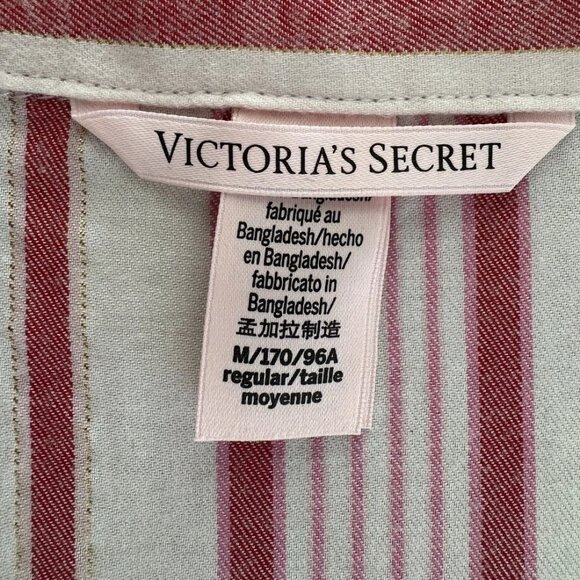 VICTORIA'S SECRET
fabriqué au
Bangladesh/hecho
en Bangladesh/
fabbricato in
Bangladesh/
孟加拉制造
M/170/96A
regular/taille
moyenne